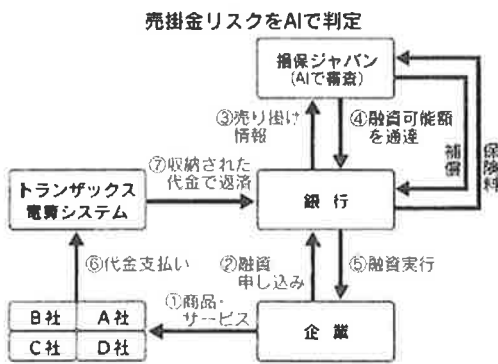 売掛金リスクをAIで判定
損保ジャパン
(AIで審査)
③売り掛け
情報
④融資可能額
を通達
補償
保険料
⑦収納された
代金で返済
トランザックス
電算システム
銀行
⑥代金支払い
②融資
申し込み
⑤融資実行
①商品・
サービス
B社
A社
C社
D社
企業